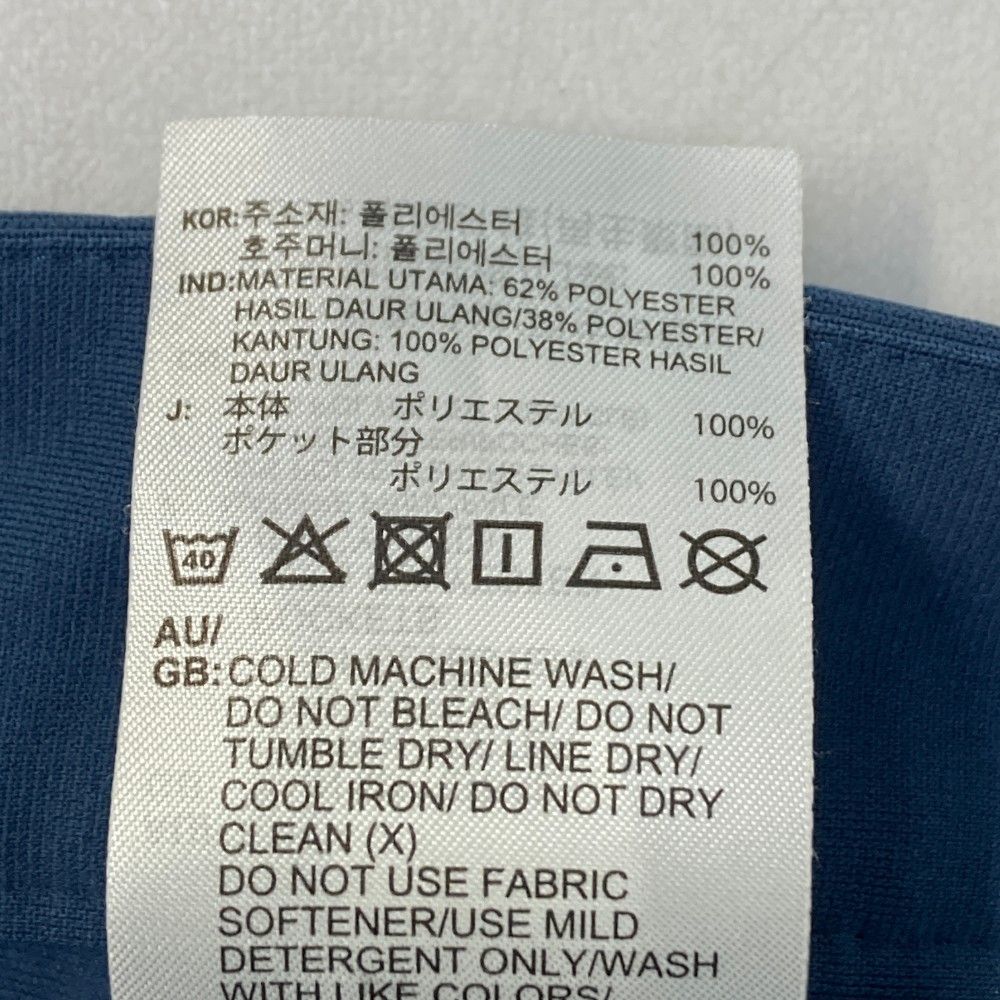 KOR:주소재: 폴리에스터 100%
호주머니: 폴리에스터 100%
IND:MATERIAL UTAMA: 62% POLYESTER
HASIL DAUR ULANG/38% POLYESTER/
KANTUNG: 100% POLYESTER HASIL
DAUR ULANG
J: 本体 ポリエステル 100%
ポケット部分
ポリエステル 100%
40
AU/
GB:COLD MACHINE WASH/
DO NOT BLEACH/ DO NOT
TUMBLE DRY/ LINE DRY/
COOL IRON/ DO NOT DRY
CLEAN (X)
DO NOT USE FABRIC
SOFTENER/USE MILD
DETERGENT ONLY/WASH
WITH LIKE COLORS/